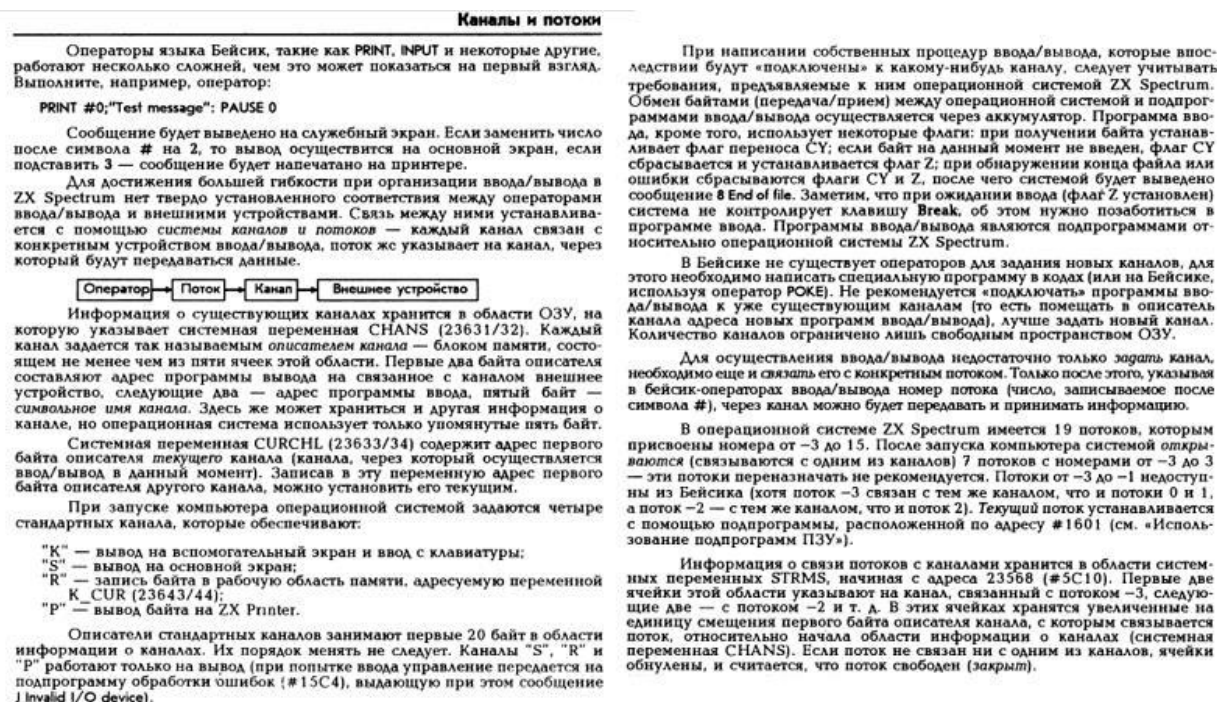 Каналы и потоки
Операторы языка Бейсик, такие как PRINT, INPUT и некоторые другие,
работают несколько сложней, чем это может показаться на первый взгляд.
Выполните, например, оператор:
PRINT #0;"Test message": PAUSE 0
Сообщение будет выведено на служебный экран. Если заменить число
после символа # на 2, то вывод осуществится на основной экран, если
подставить 3 — сообщение будет напечатано на принтере.
Для достижения большей гибкости при организации ввода/вывода в
ZX Spectrum нет твердо установленного соответствия между операторами
ввода/вывода и внешними устройствами. Связь между ними устанавлива-
ется с помощью системы каналов и потоков — каждый канал связан с
конкретным устройством ввода/вывода, поток же указывает на канал, через
который будут передаваться данные.
Оператор Поток Канал Внешнее устройство
Информация о существующих каналах хранится в области ОЗУ, на
которую указывает системная переменная CHANS (23631/32). Каждый
канал задается так называемым описателем канала — блоком памяти, состо-
ящем не менее чем из пяти ячеек этой области. Первые два байта описателя
составляют адрес программы вывода на связанное с каналом внешнее
устройство, следующие два — адрес программы ввода, пятый байт —
символьное имя канала. Здесь же может храниться и другая информация о
канале, но операционная система использует только упомянутые пять байт.
Системная переменная CURCHL (23633/34) содержит адрес первого
байта описателя текущего канала (канала, через который осуществляется
ввод/вывод в данный момент). Записав в эту переменную адрес первого
байта описателя другого канала, можно установить его текущим.
При запуске компьютера операционной системой задаются четыре
стандартных канала, которые обеспечивают:
"K" — вывод на вспомогательный экран и ввод с клавиатуры;
"S" — вывод на основной экран;
"R" — запись байта в рабочую область памяти, адресуемую переменной
K_CUR (23643/44);
"P" — вывод байта на ZX Printer.
Описатели стандартных каналов занимают первые 20 байт в области
информации о каналах. Их порядок менять не следует. Каналы "S", "R" и
"P" работают только на вывод (при попытке ввода управление передается на
подпрограмму обработки ошибок (#15C4), выдающую при этом сообщение
J Invalid I/O device).
При написании собственных процедур ввода/вывода, которые впос-
ледствии будут «подключены» к какому-нибудь каналу, следует учитывать
требования, предъявляемые к ним операционной системой ZX Spectrum.
Обмен байтами (передача/прием) между операционной системой и подпрог-
раммами ввода/вывода осуществляется через аккумулятор. Программа вво-
да, кроме того, использует некоторые флаги: при получении байта устанав-
ливает флаг переноса CY; если байт на данный момент не введен, флаг CY
сбрасывается и устанавливается флаг Z; при обнаружении конца файла или
ошибки сбрасываются флаги CY и Z, после чего системой будет выведено
сообщение 8 End of file. Заметим, что при ожидании ввода (флаг Z установлен)
система не контролирует клавишу Break, об этом нужно позаботиться в
программе ввода. Программы ввода/вывода являются подпрограммами от-
носительно операционной системы ZX Spectrum.
В Бейсике не существует операторов для задания новых каналов, для
этого необходимо написать специальную программу в кодах (или на Бейсике,
используя оператор POKE). Не рекомендуется «подключать» программы вво-
да/вывода к уже существующим каналам (то есть помещать в описатель
канала адреса новых программ ввода/вывода), лучше задать новый канал.
Количество каналов ограничено лишь свободным пространством ОЗУ.
Для осуществления ввода/вывода недостаточно только задать канал,
необходимо еще и связать его с конкретным потоком. Только после этого, указывая
в бейсик-операторах ввода/вывода номер потока (число, записываемое после
символа #), через канал можно будет передавать и принимать информацию.
В операционной системе ZX Spectrum имеется 19 потоков, которым
присвоены номера от −3 до 15. После запуска компьютера системой откры-
ваются (связываются с одним из каналов) 7 потоков с номерами от −3 до 3
— эти потоки переназначать не рекомендуется. Потоки от −3 до −1 недоступ-
ны из Бейсика (хотя поток −3 связан с тем же каналом, что и потоки 0 и 1,
а поток −2 — с тем же каналом, что и поток 2). Текущий поток устанавливается
с помощью подпрограммы, расположенной по адресу #1601 (см. «Исполь-
зование подпрограмм ПЗУ»).
Информация о связи потоков с каналами хранится в области систем-
ных переменных STRMS, начиная с адреса 23568 (#5C10). Первые две
ячейки этой области указывают на канал, связанный с потоком −3, следую-
щие две — с потоком −2 и т. д. В этих ячейках хранятся увеличенные на
единицу смещения первого байта описателя канала, с которым связывается
поток, относительно начала области информации о каналах (системная
переменная CHANS). Если поток не связан ни с одним из каналов, ячейки
обнулены, и считается, что поток свободен (закрыт).